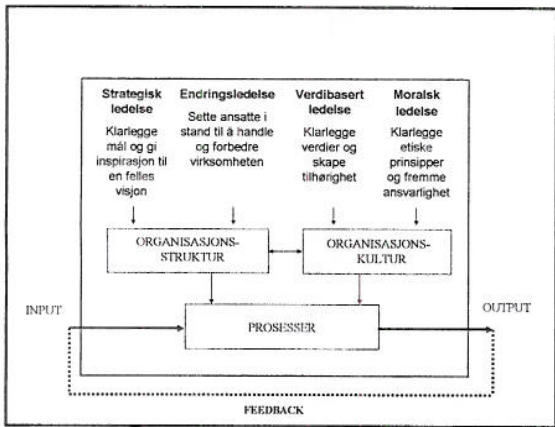 Strategisk
ledelse
Klarlegge
mål og gi
inspirasjon til
en felles
visjon
Endringsledelse
Sette ansatte i
stand til å handle
og forbedre
virksomheten
Verdibasert
ledelse
Klarlegge
verdier og
skape
tilhørighet
Moralsk
ledelse
Klarlegge
etiske
prinsipper
og fremme
ansvarlighet
ORGANISASJONS-
STRUKTUR
ORGANISASJONS-
KULTUR
INPUT
PROSESSER
OUTPUT
FEEDBACK